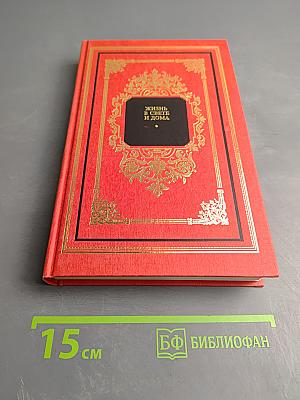 ЖИЗНЬ
В СВЕТЕ
И ДОМА
15 см
БФ БИБЛИОФАН